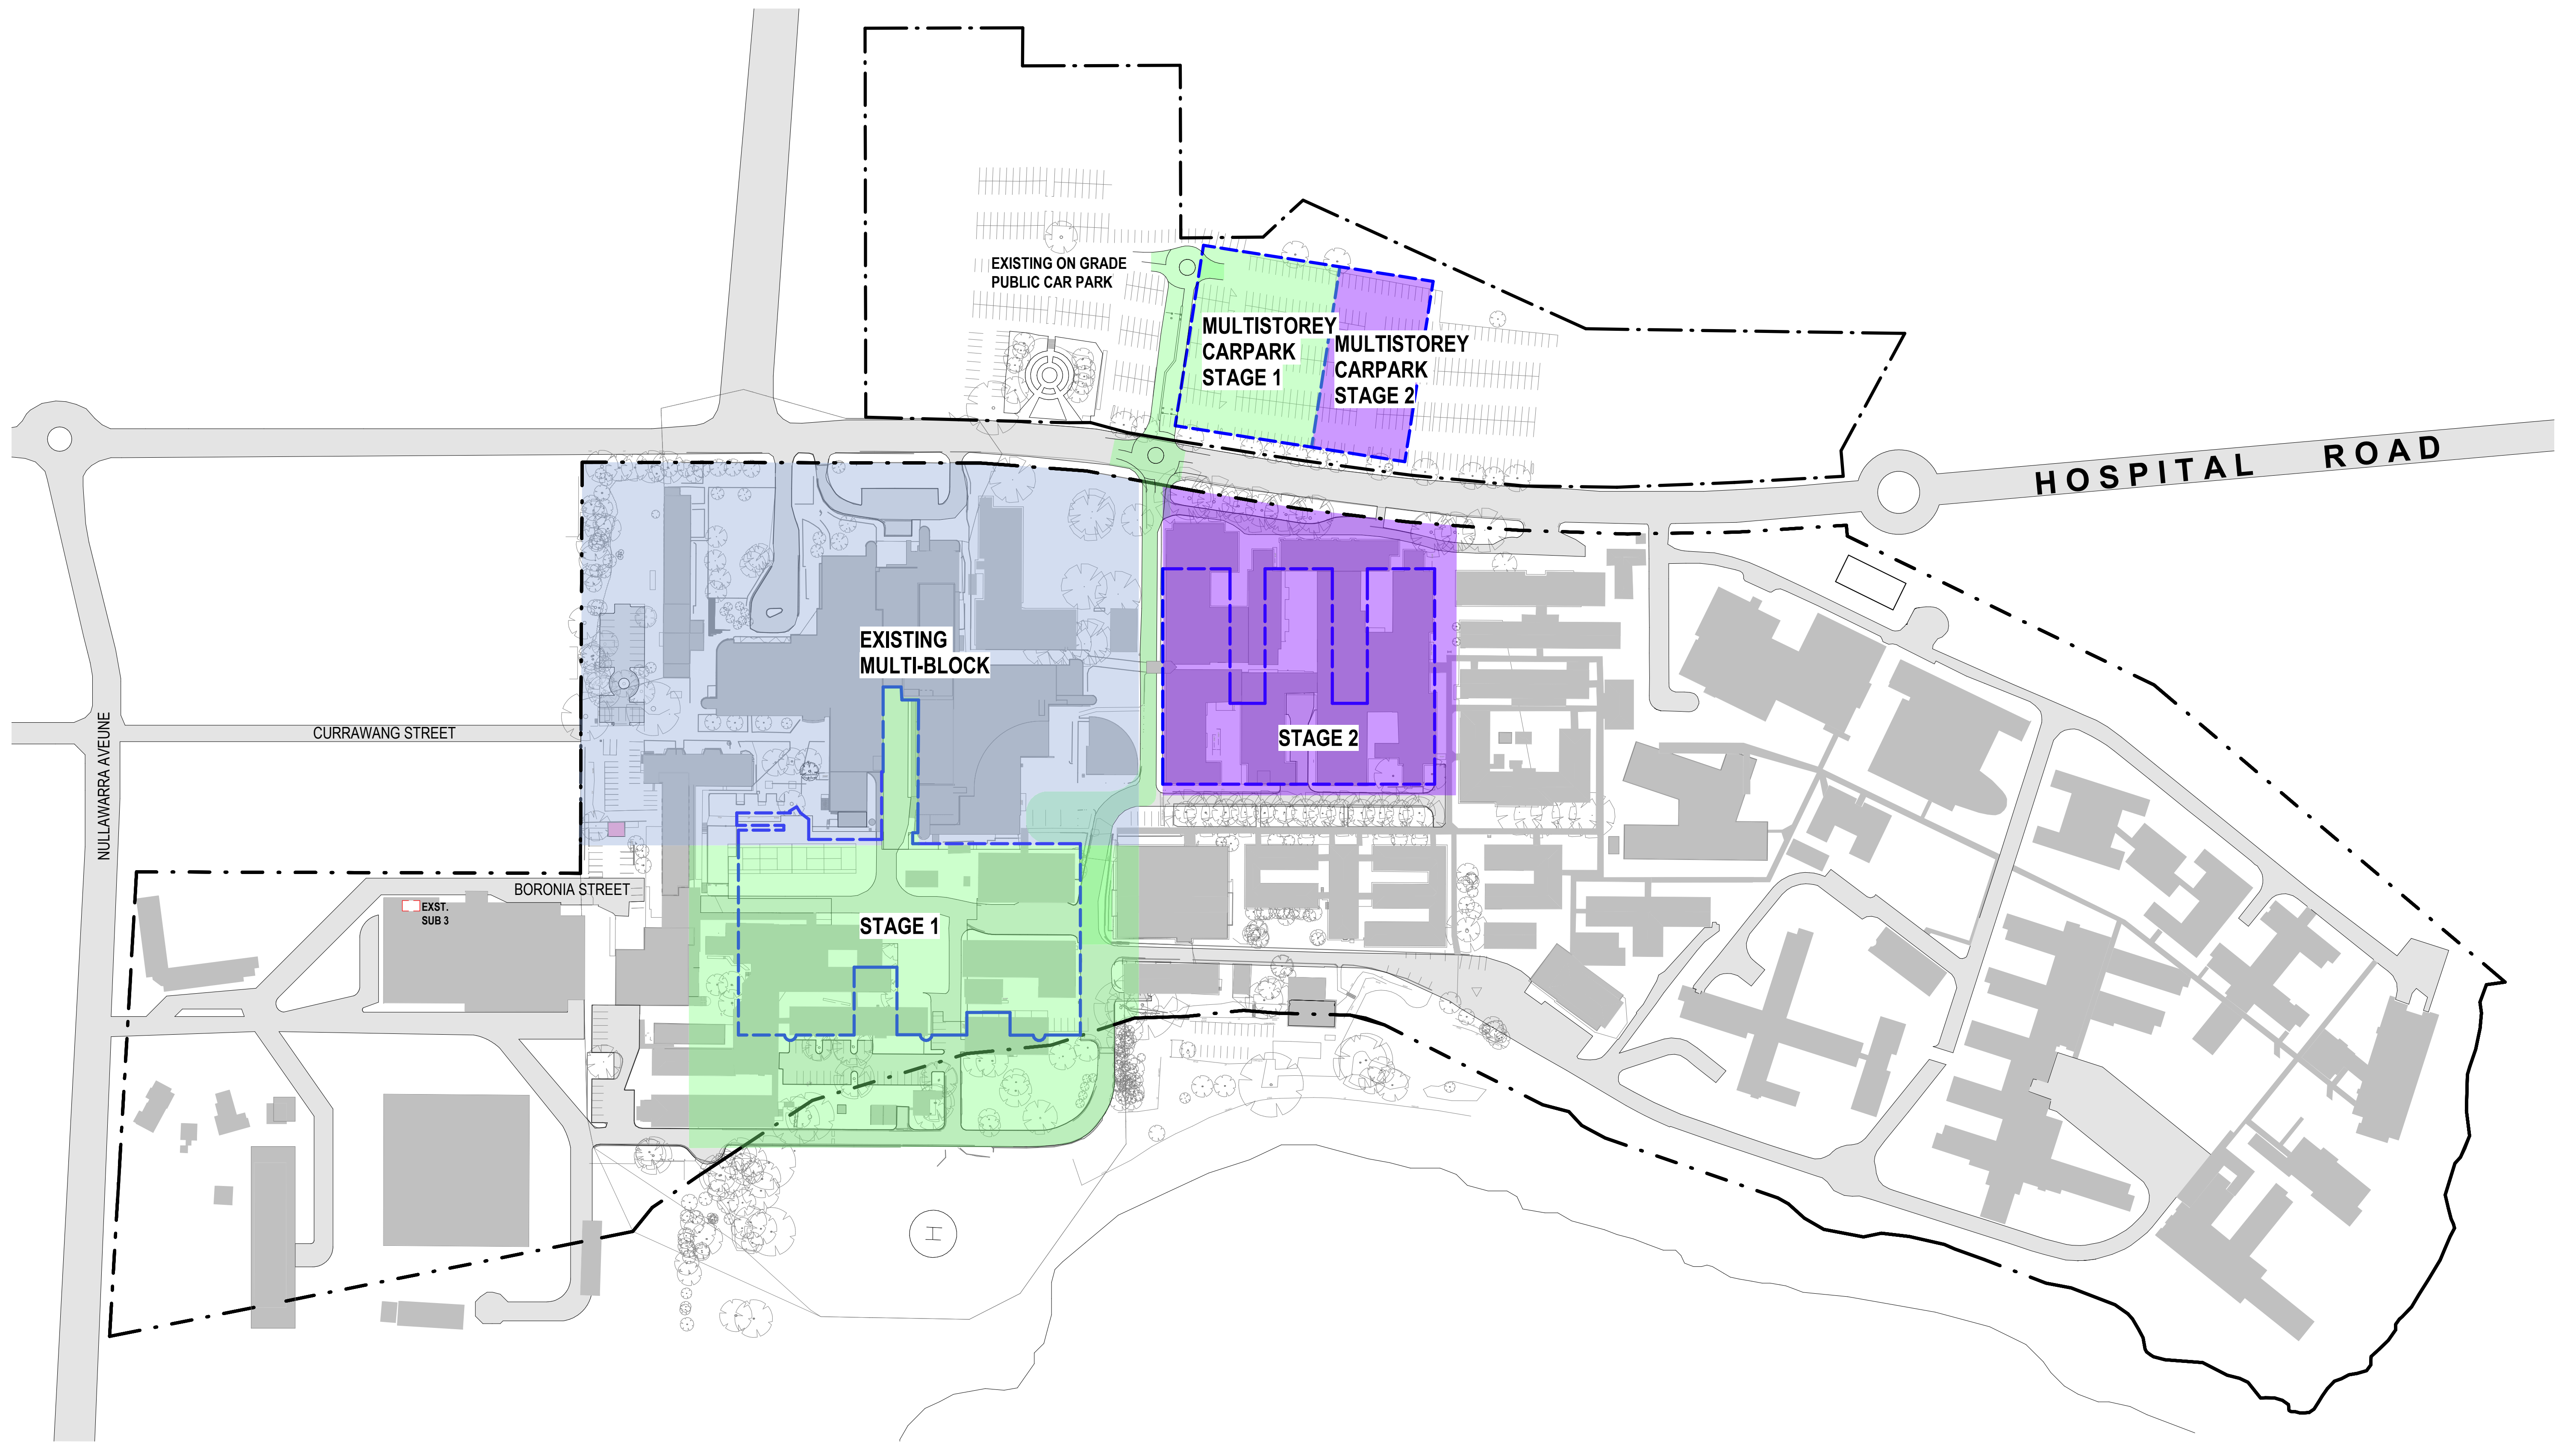 EXISTING ON GRADE
PUBLIC CAR PARK
MULTISTOREY
CARPARK
STAGE 1
MULTISTOREY
CARPARK
STAGE 2
HOSPITAL ROAD
EXISTING
MULTI-BLOCK
STAGE 2
CURRAWANG STREET
NULLAWARRA AVEUNE
BORONIA STREET
EXST.
SUB 3
STAGE 1
H